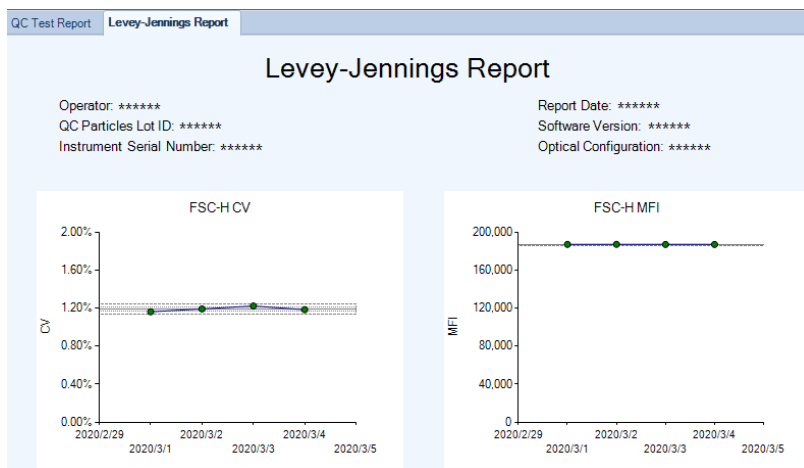 QC Test Report Levey-Jennings Report
Levey-Jennings Report
Operator: ******
QC Particles Lot ID: ******
Instrument Serial Number: ******
Report Date: ******
Software Version: ******
Optical Configuration: ******
FSC-H CV
2.00%
1.60%
1.20%
0.80%
0.40%
0.00%
CV
2020/2/29 2020/3/2 2020/3/4
2020/3/1 2020/3/3 2020/3/5
FSC-H MFI
200,000
160,000
120,000
80,000
40,000
0
MFI
2020/2/29 2020/3/2 2020/3/4
2020/3/1 2020/3/3 2020/3/5